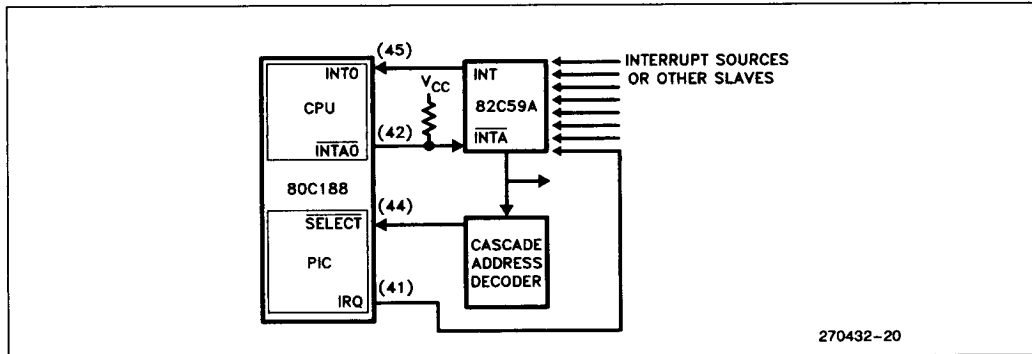 (45)
INTERRUPT SOURCES
OR OTHER SLAVES
INT0
V_CC
INT
CPU
82C59A
(42)
INTA0
INTA
80C188
(44)
SELECT
CASCADE
ADDRESS
DECODER
PIC
(41)
IRQ
270432-20